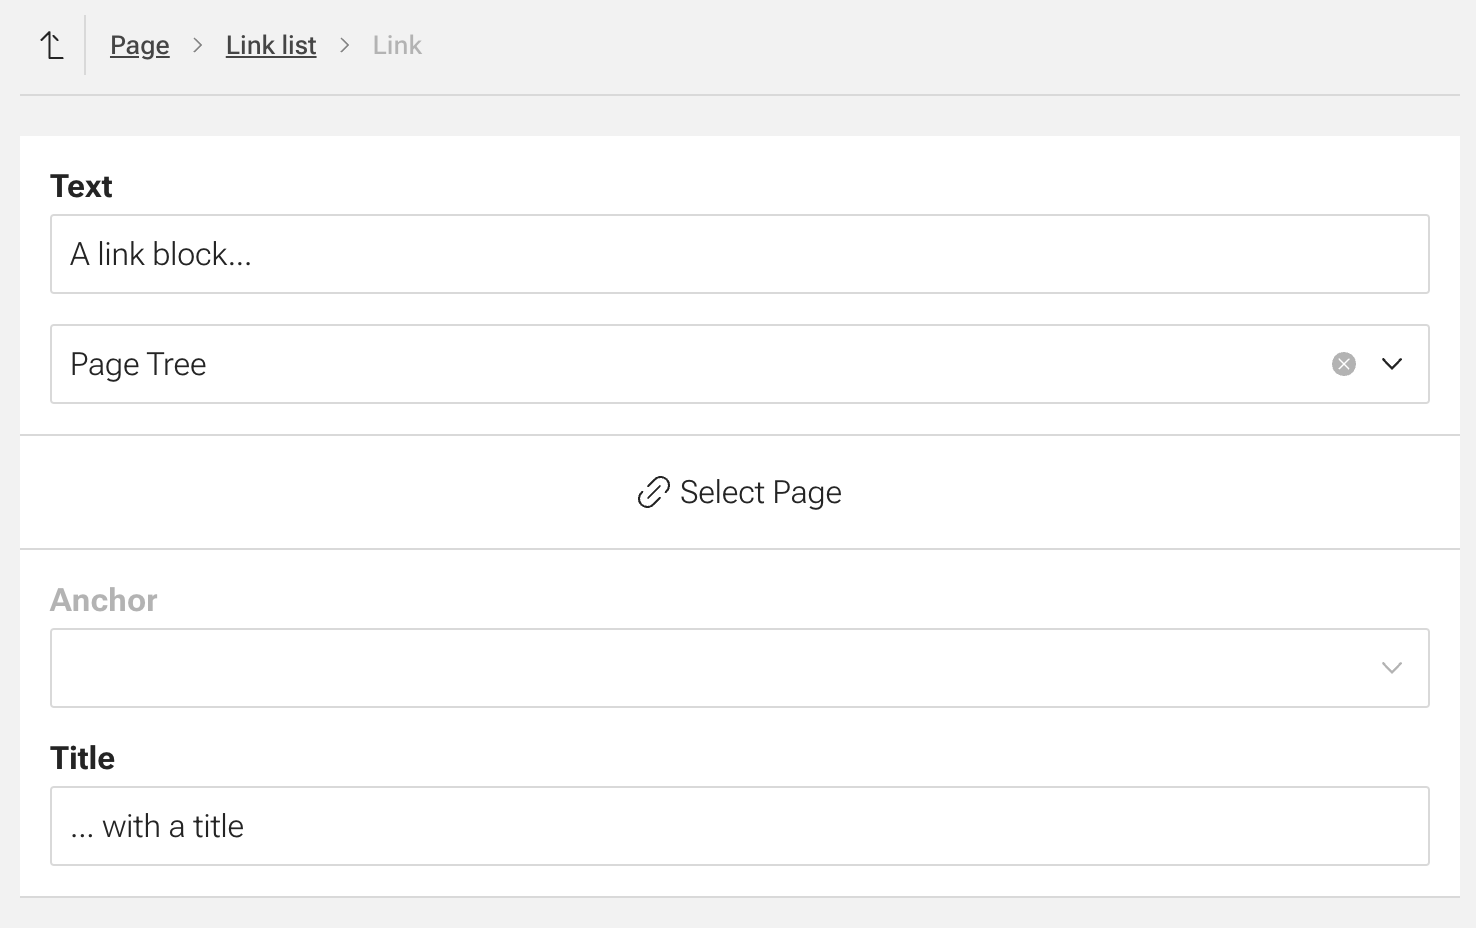 Page > Link list > Link
Text
A link block...
Page Tree
Select Page
Anchor
Title
... with a title